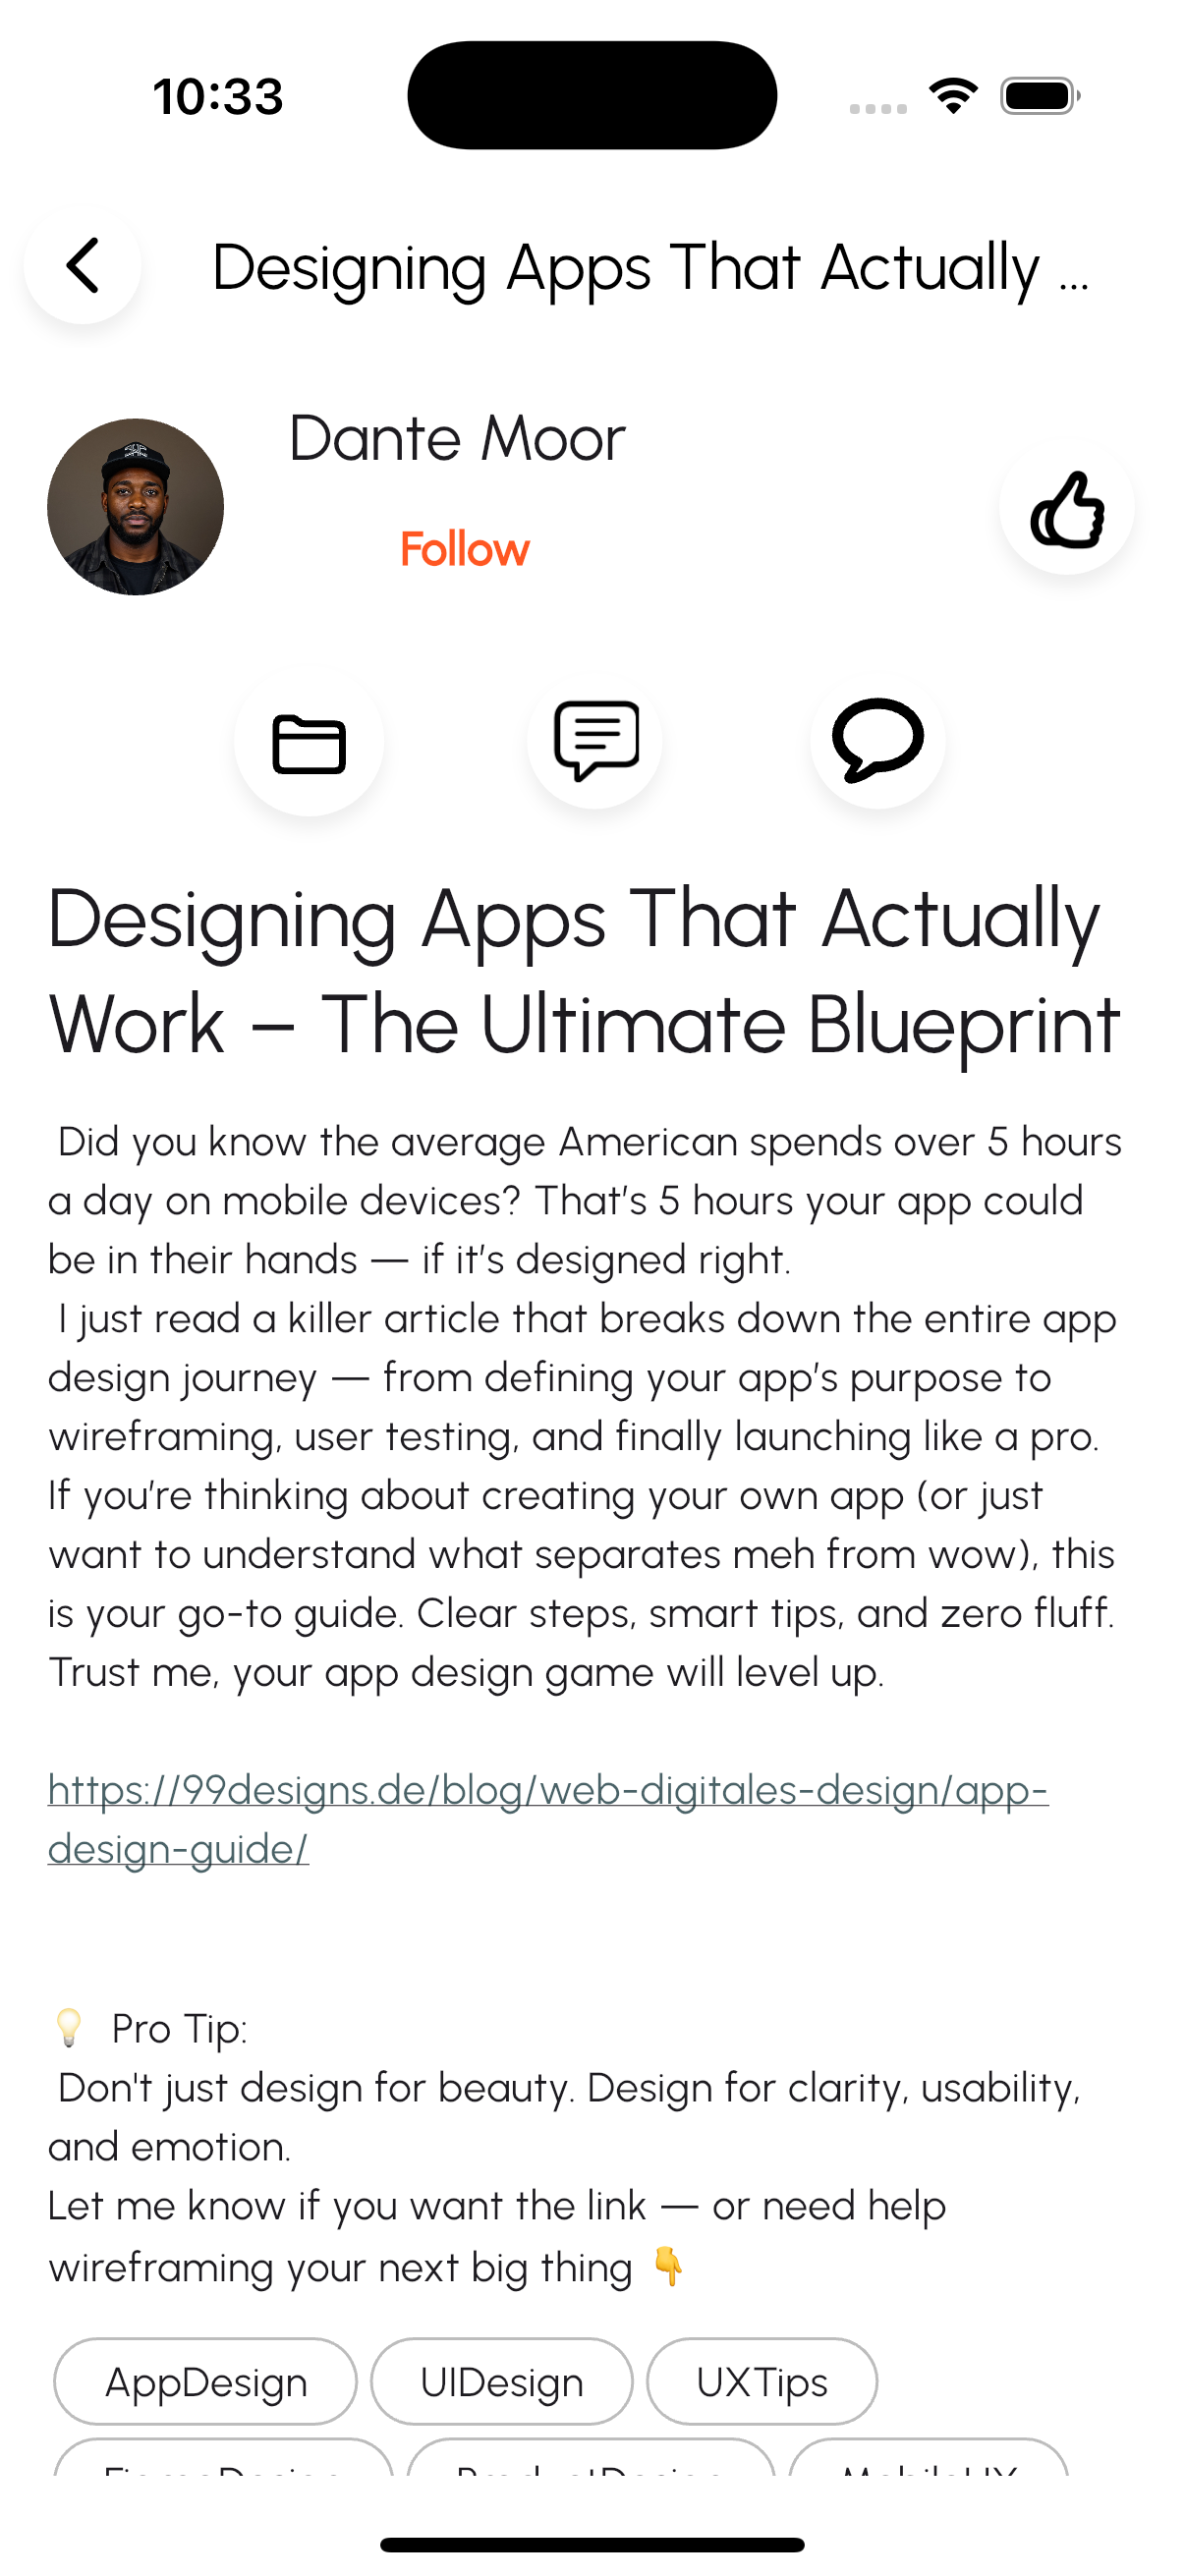 10:33
Designing Apps That Actually ...
Dante Moor
Follow
Designing Apps That Actually
Work – The Ultimate Blueprint
Did you know the average American spends over 5 hours
a day on mobile devices? That’s 5 hours your app could
be in their hands — if it’s designed right.
I just read a killer article that breaks down the entire app
design journey — from defining your app’s purpose to
wireframing, user testing, and finally launching like a pro.
If you’re thinking about creating your own app (or just
want to understand what separates meh from wow), this
is your go-to guide. Clear steps, smart tips, and zero fluff.
Trust me, your app design game will level up.
https://99designs.de/blog/web-digitales-design/app-
design-guide/
💡 Pro Tip:
Don't just design for beauty. Design for clarity, usability,
and emotion.
Let me know if you want the link — or need help
wireframing your next big thing 👇
AppDesign UIDesign UXTips
FigmaDesign ProductDesign MobileUX